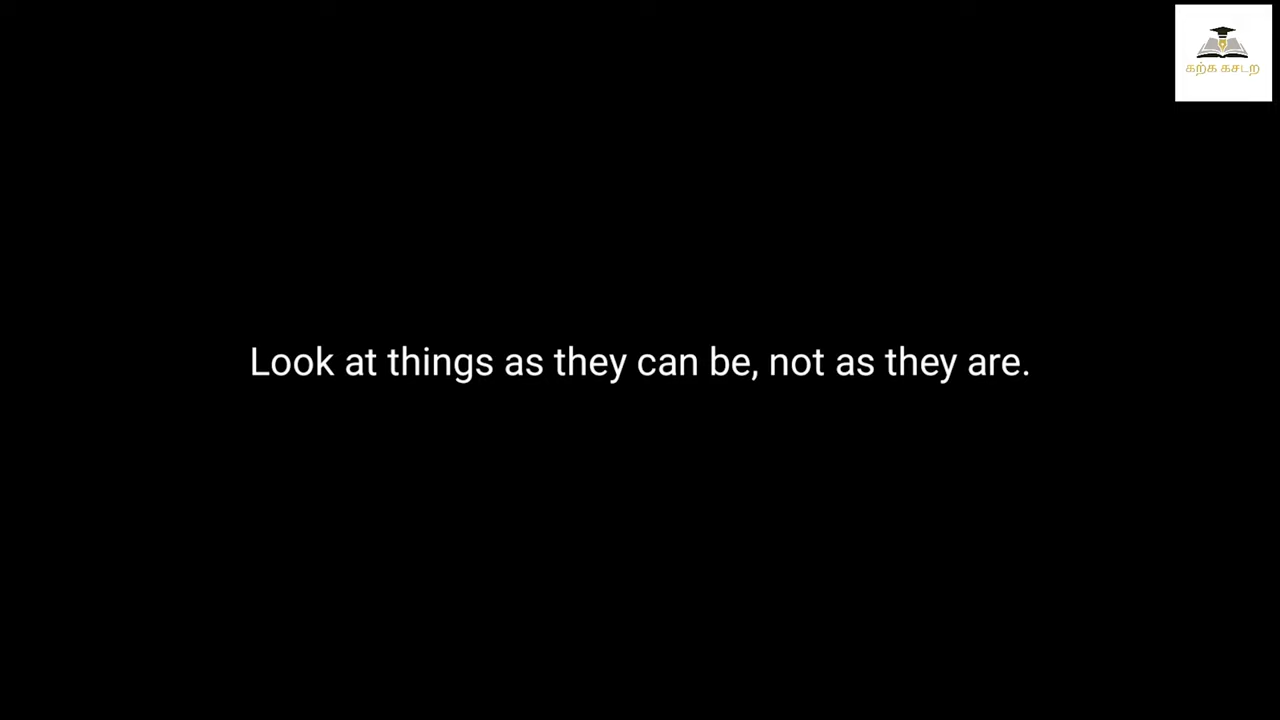 கற்க கசடற
Look at things as they can be, not as they are.